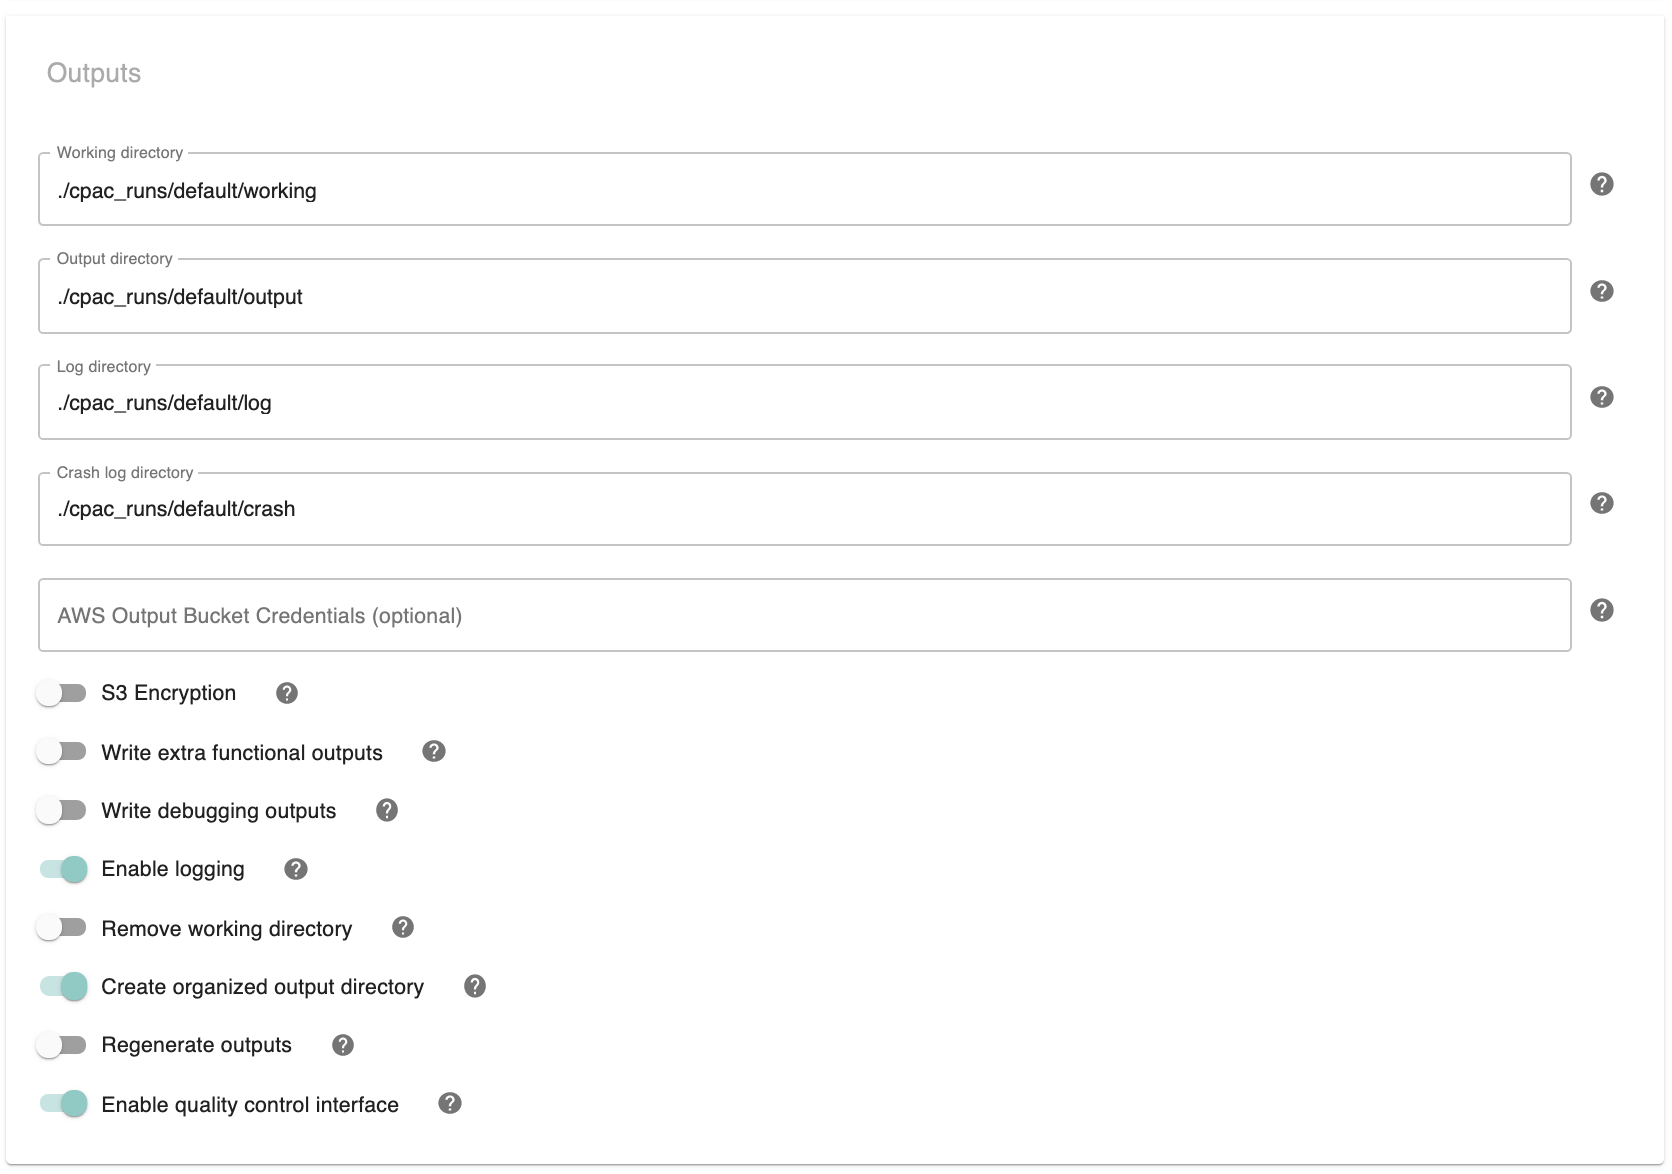 Outputs
Working directory
./cpac_runs/default/working
Output directory
./cpac_runs/default/output
Log directory
./cpac_runs/default/log
Crash log directory
./cpac_runs/default/crash
AWS Output Bucket Credentials (optional)
S3 Encryption
Write extra functional outputs
Write debugging outputs
Enable logging
Remove working directory
Create organized output directory
Regenerate outputs
Enable quality control interface